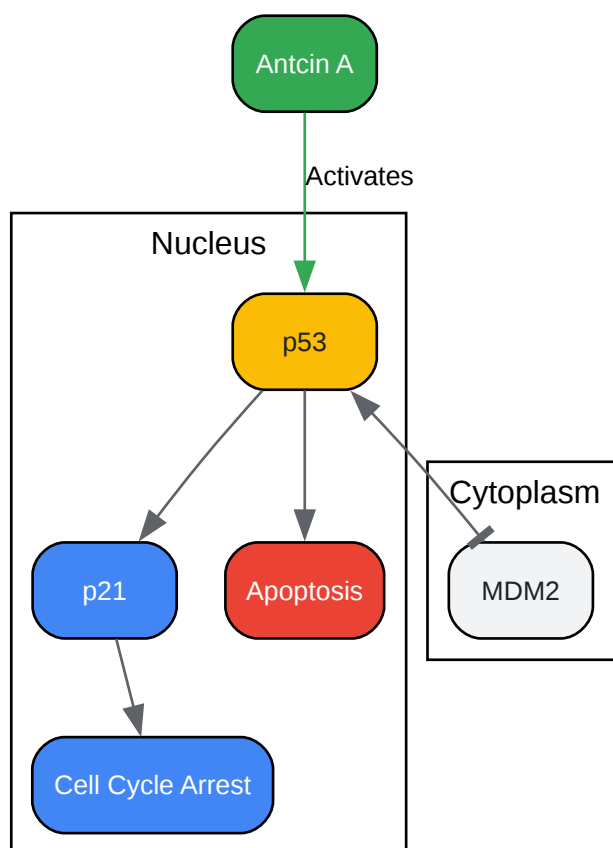 Antcin A
Activates
Nucleus
p53
Cytoplasm
p21
Apoptosis
MDM2
Cell Cycle Arrest